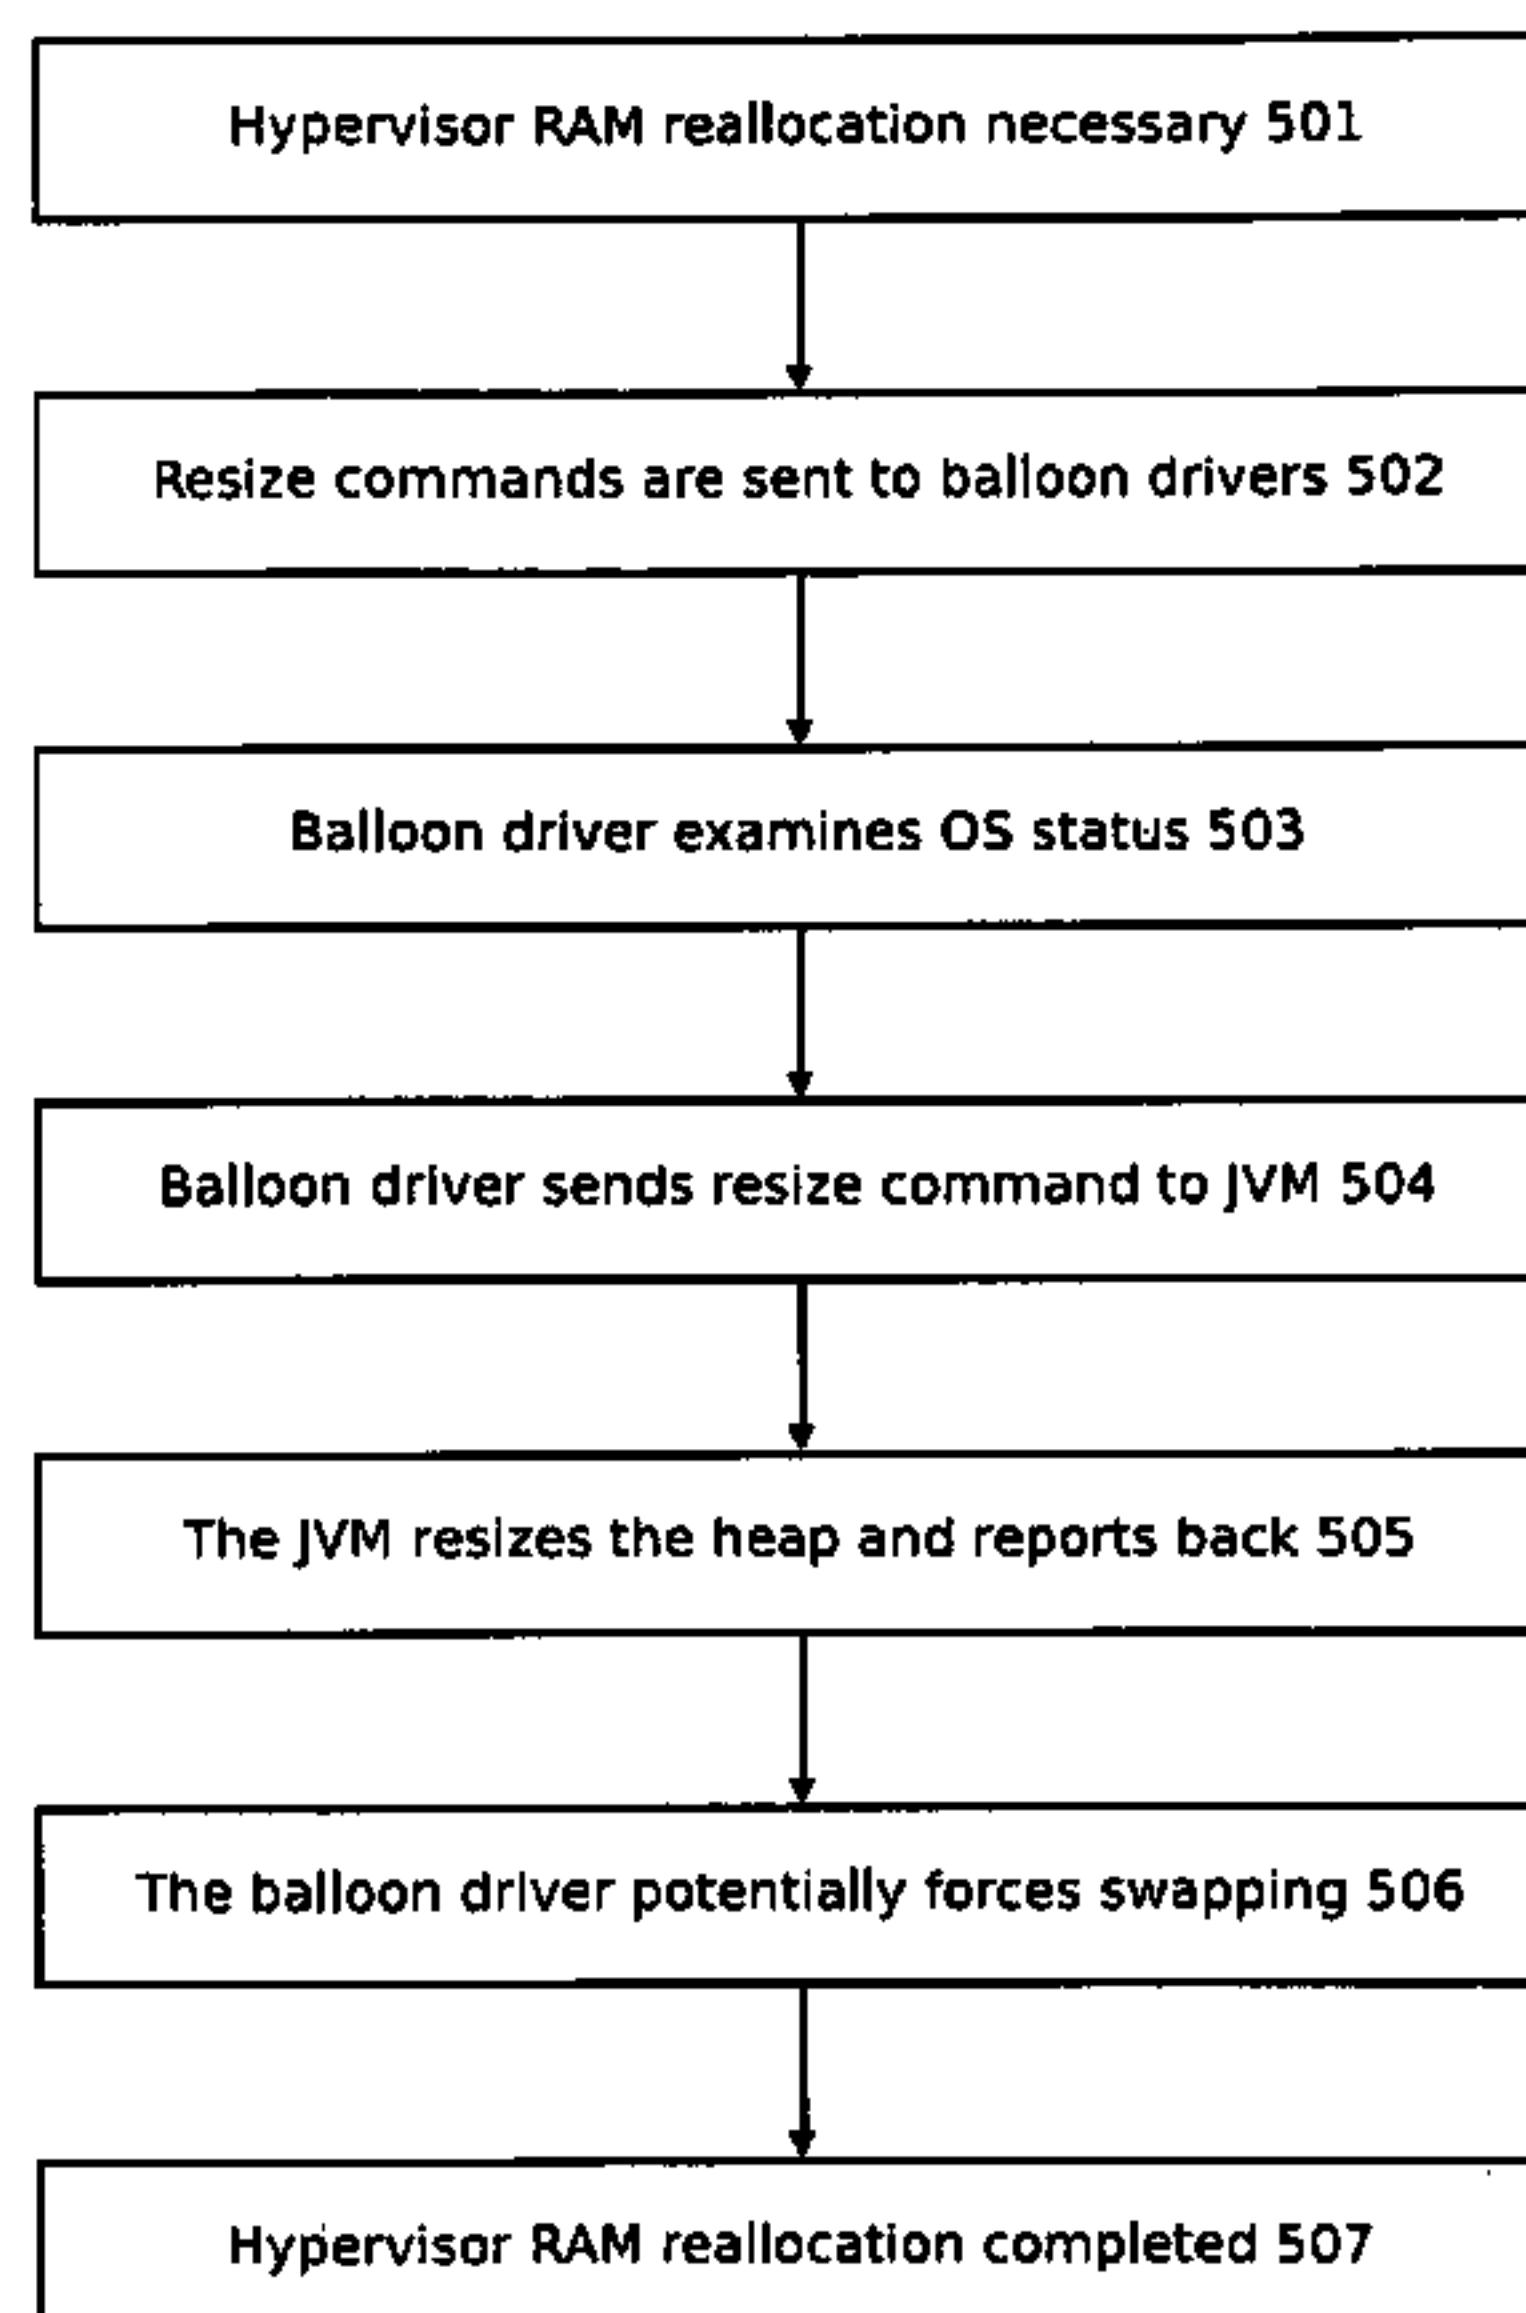 Hypervisor RAM reallocation necessary 501
Resize commands are sent to balloon drivers 502
Balloon driver examines OS status 503
Balloon driver sends resize command to JVM 504
The JVM resizes the heap and reports back 505
The balloon driver potentially forces swapping 506
Hypervisor RAM reallocation completed 507